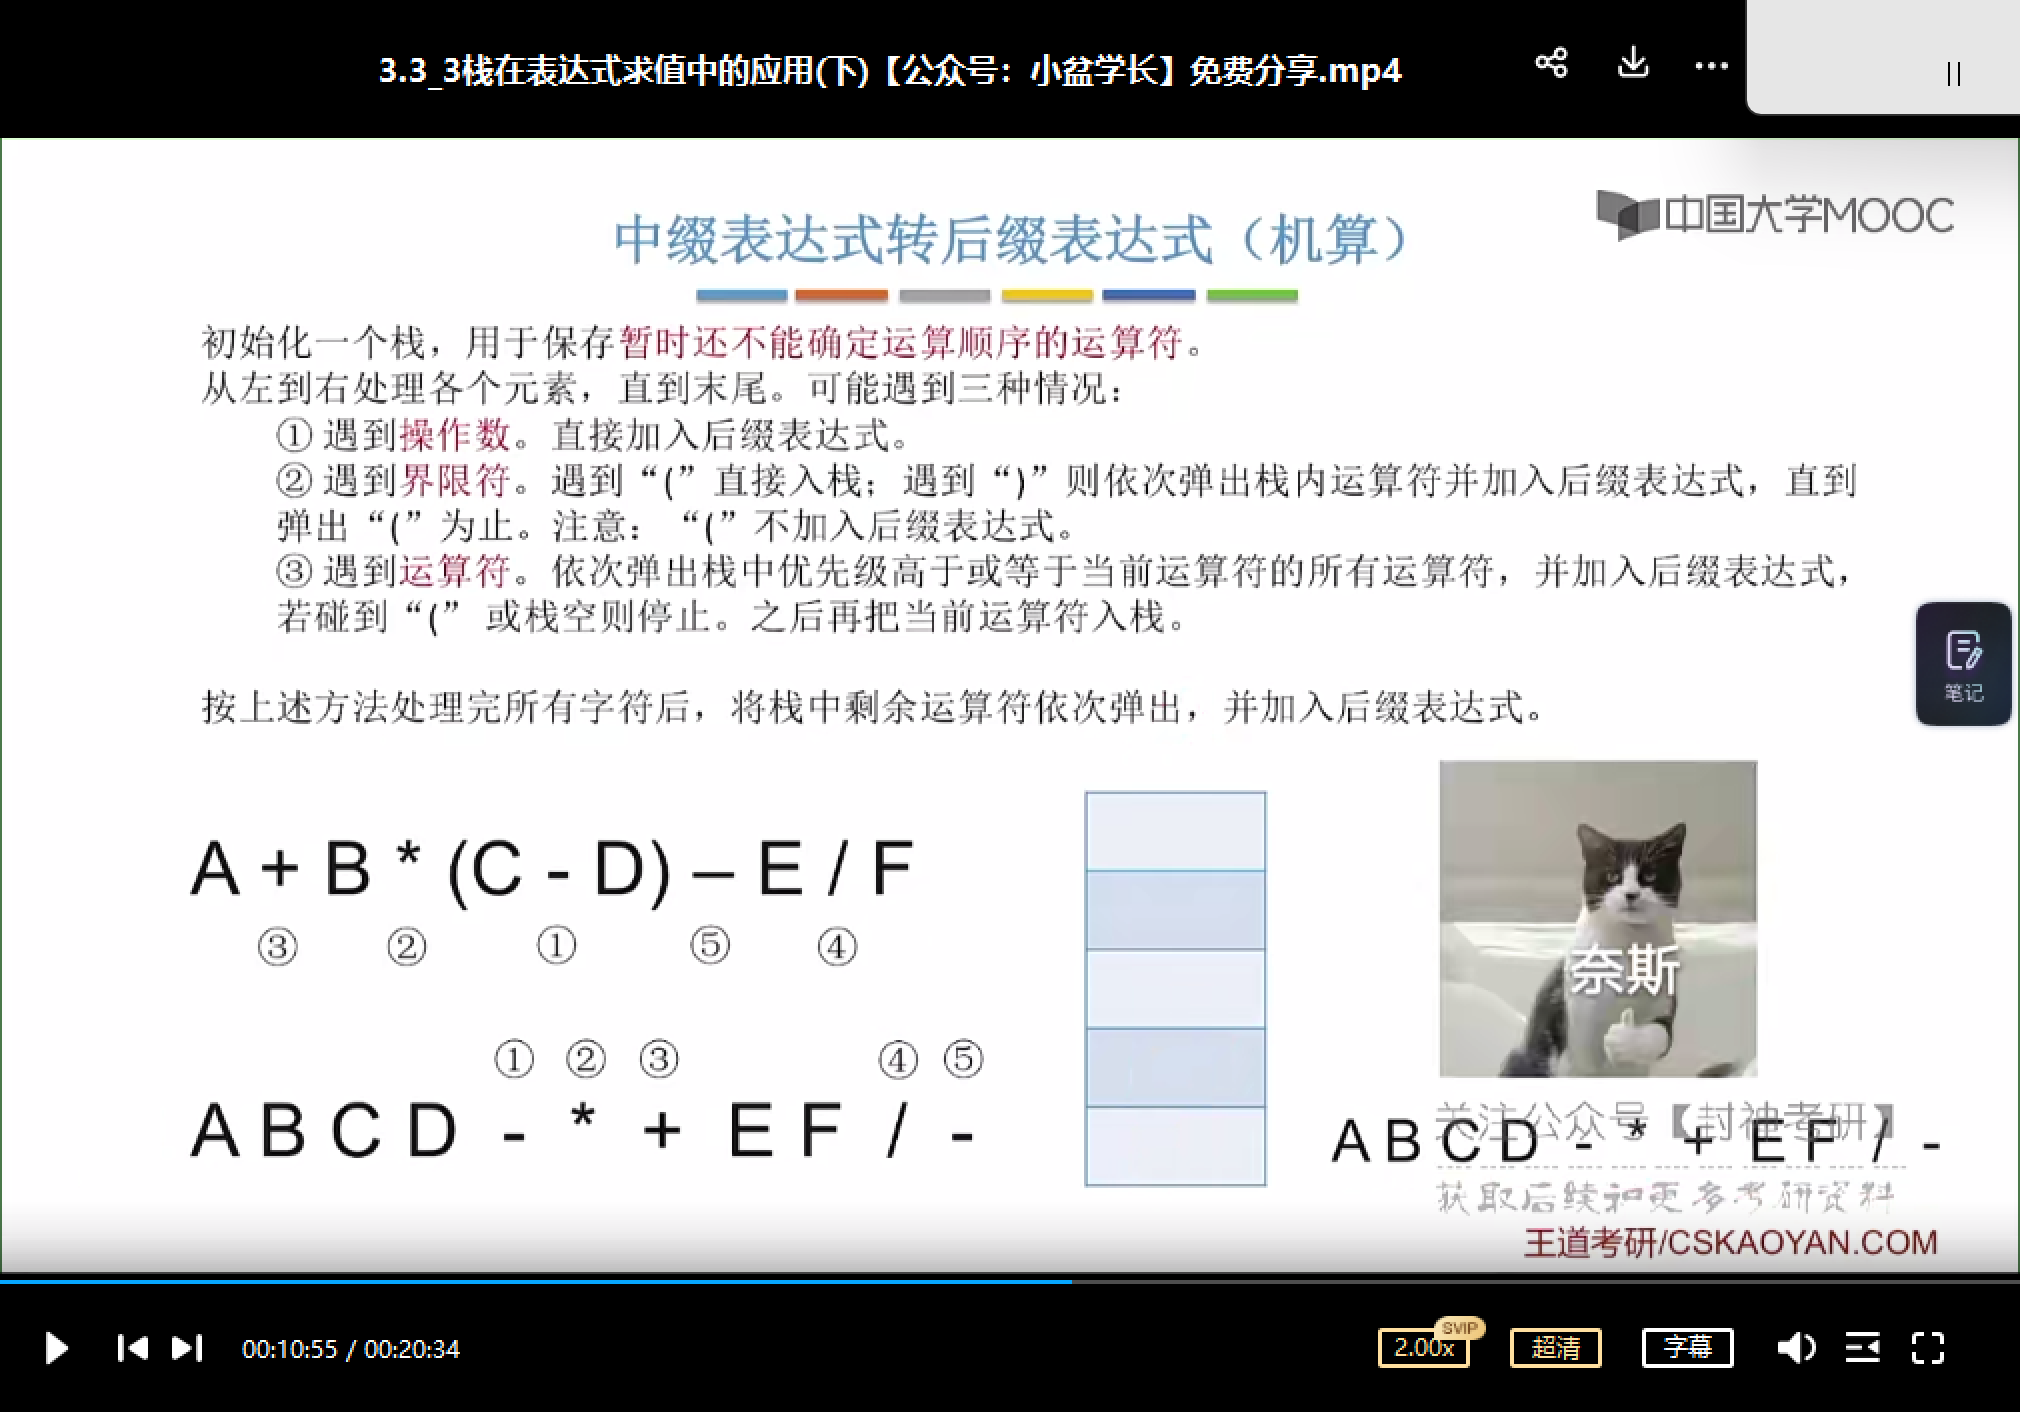 3.3_3栈在表达式求值中的应用(下)【公众号：小盆学长】免费分享.mp4
中国大学MOOC
中缀表达式转后缀表达式（机算）
初始化一个栈，用于保存暂时还不能确定运算顺序的运算符。
从左到右处理各个元素，直到末尾。可能遇到三种情况：
① 遇到操作数。直接加入后缀表达式。
② 遇到界限符。遇到“(”直接入栈；遇到“)”则依次弹出栈内运算符并加入后缀表达式，直到
弹出“(”为止。注意：“(”不加入后缀表达式。
③ 遇到运算符。依次弹出栈中优先级高于或等于当前运算符的所有运算符，并加入后缀表达式，
若碰到“(” 或栈空则停止。之后再把当前运算符入栈。
笔记
按上述方法处理完所有字符后，将栈中剩余运算符依次弹出，并加入后缀表达式。
A + B * (C - D) – E / F
③ ② ① ⑤ ④
奈斯
① ② ③ ④ ⑤
A B C D - * + E F / -
关注公众号【封神考研】
A B C D - * + E F / -
获取后续和更多考研资料
王道考研/CSKAOYAN.COM
00:10:55 / 00:20:34
SVIP
2.00x
超清
字幕